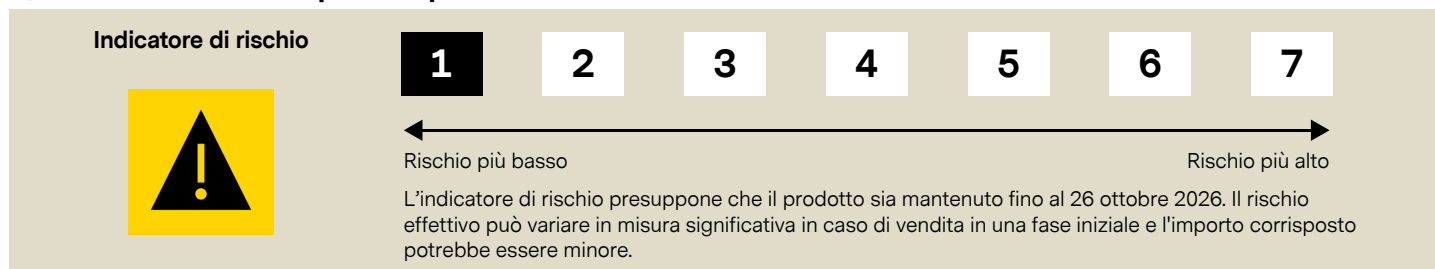 Indicatore di rischio
1 2 3 4 5 6 7
Rischio più basso
Rischio più alto
L'indicatore di rischio presuppone che il prodotto sia mantenuto fino al 26 ottobre 2026. Il rischio
effettivo può variare in misura significativa in caso di vendita in una fase iniziale e l'importo corrisposto
potrebbe essere minore.